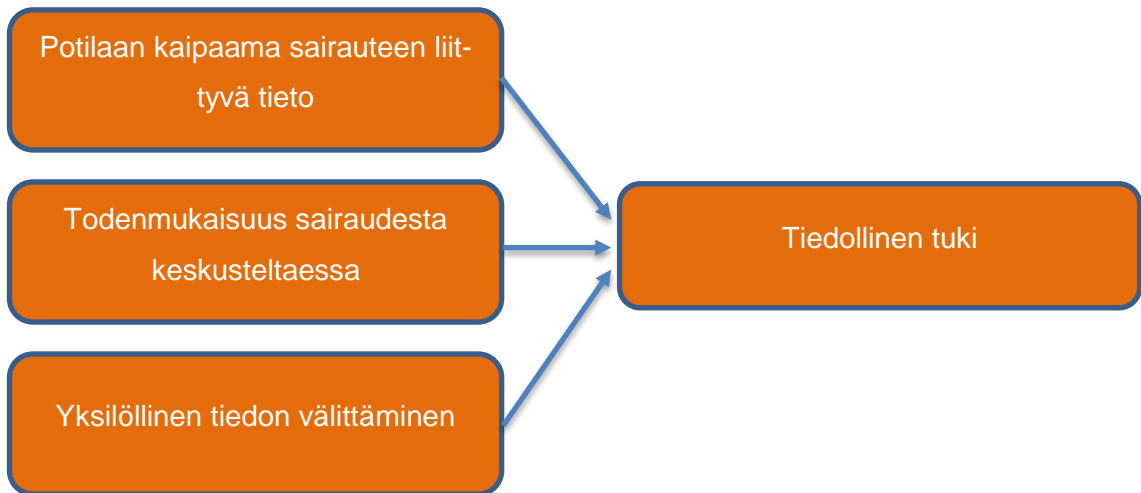 Potilaan kaipaama sairauteen liit-
tyvä tieto
Todenmukaisuus sairaudesta
keskusteltaessa
Yksilöllinen tiedon välittäminen
Tiedollinen tuki